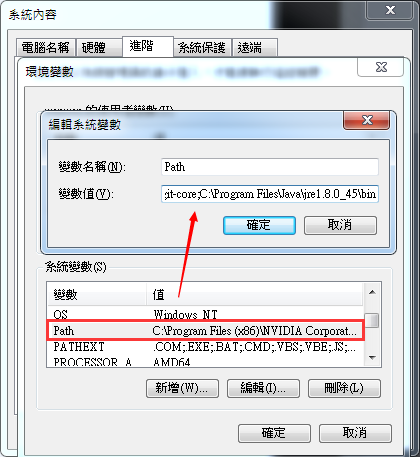 系統內容
電腦名稱 硬體 進階 系統保護 遠端
環境變數
的使用者變數(U)
編輯系統變數
變數名稱(N): Path
變數值(V): ;it-core;C:\Program Files\Java\jre1.8.0_45\bin
確定 取消
系統變數(S)
變數 值
OS Windows_NT
Path C:\Program Files (x86)\NVIDIA Corporat...
PATHEXT .COM;.EXE;.BAT;.CMD;.VBS;.VBE;.JS;...
PROCESSOR_A AMD64
新增(W)... 編輯(I)... 刪除(L)
確定 取消